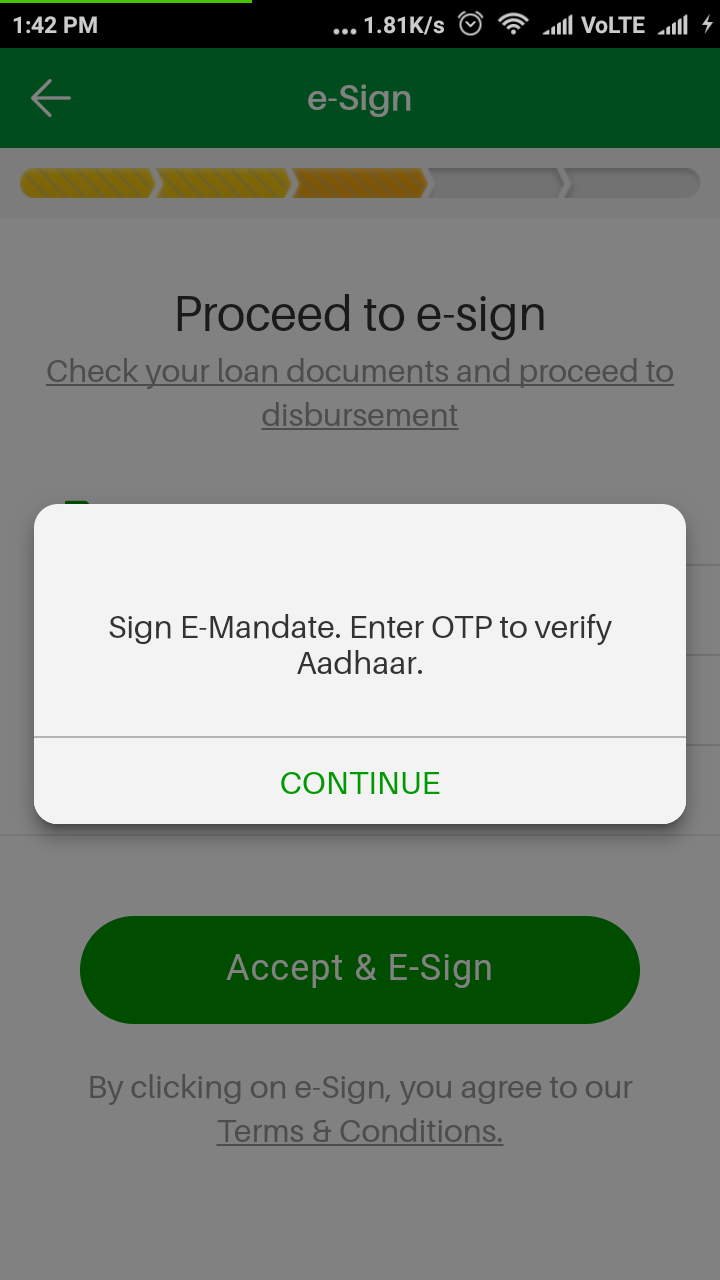 1:42 PM ... 1.81K/s VoLTE
e-Sign
Proceed to e-sign
Check your loan documents and proceed to
disbursement
Sign E-Mandate. Enter OTP to verify
Aadhaar.
CONTINUE
Accept & E-Sign
By clicking on e-Sign, you agree to our
Terms & Conditions.